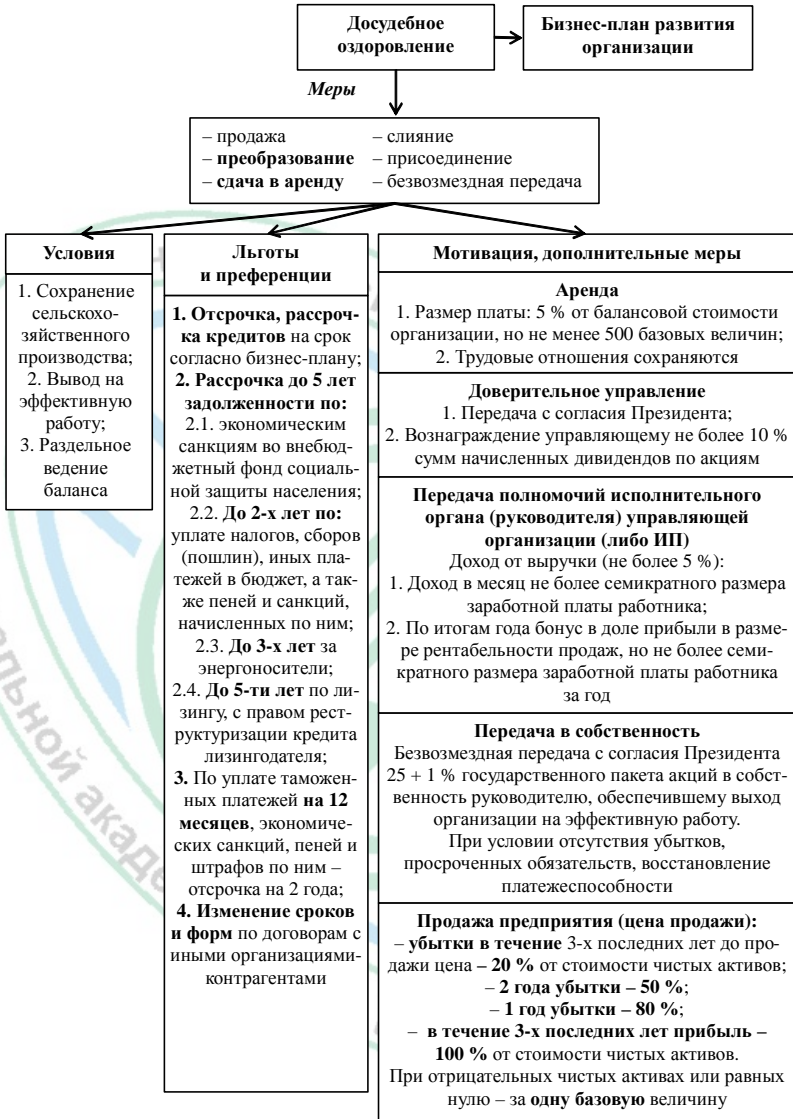 Досудебное
оздоровление
Бизнес-план развития
организации
Меры
– продажа – слияние
– преобразование – присоединение
– сдача в аренду – безвозмездная передача
Условия
1. Сохранение
сельскохо-
зяйственного
производства;
2. Вывод на
эффективную
работу;
3. Раздельное
ведение
баланса
Льготы
и преференции
1. Отсрочка, рассроч-
ка кредитов на срок
согласно бизнес-плану;
2. Рассрочка до 5 лет
задолженности по:
2.1. экономическим
санкциям во внебюд-
жетный фонд социаль-
ной защиты населения;
2.2. До 2-х лет по:
уплате налогов, сборов
(пошлин), иных пла-
тежей в бюджет, а так-
же пеней и санкций,
начисленных по ним;
2.3. До 3-х лет за
энергоносители;
2.4. До 5-ти лет по ли-
зингу, с правом рест-
руктуризации кредита
лизингодателя;
3. По уплате таможен-
ных платежей на 12
месяцев, экономиче-
ских санкций, пеней и
штрафов по ним –
отсрочка на 2 года;
4. Изменение сроков
и форм по договорам с
иными организациями-
контрагентами
Мотивация, дополнительные меры
Аренда
1. Размер платы: 5 % от балансовой стоимости
организации, но не менее 500 базовых величин;
2. Трудовые отношения сохраняются
Доверительное управление
1. Передача с согласия Президента;
2. Вознаграждение управляющему не более 10 %
сумм начисленных дивидендов по акциям
Передача полномочий исполнительного
органа (руководителя) управляющей
организации (либо ИП)
Доход от выручки (не более 5 %):
1. Доход в месяц не более семикратного размера
заработной платы работника;
2. По итогам года бонус в доле прибыли в разме-
ре рентабельности продаж, но не более семи-
кратного размера заработной платы работника
за год
Передача в собственность
Безвозмездная передача с согласия Президента
25 + 1 % государственного пакета акций в собст-
венность руководителю, обеспечившему выход
организации на эффективную работу.
При условии отсутствия убытков,
просроченных обязательств, восстановление
платежеспособности
Продажа предприятия (цена продажи):
– убытки в течение 3-х последних лет до про-
дажи цена – 20 % от стоимости чистых активов;
– 2 года убытки – 50 %;
– 1 год убытки – 80 %;
– в течение 3-х последних лет прибыль –
100 % от стоимости чистых активов.
При отрицательных чистых активах или равных
нулю – за одну базовую величину